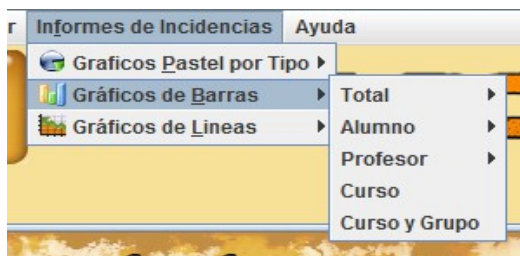 r Informes de Incidencias Ayuda
Graficos Pastel por Tipo
Gráficos de Barras
Gráficos de Lineas
Total
Alumno
Profesor
Curso
Curso y Grupo